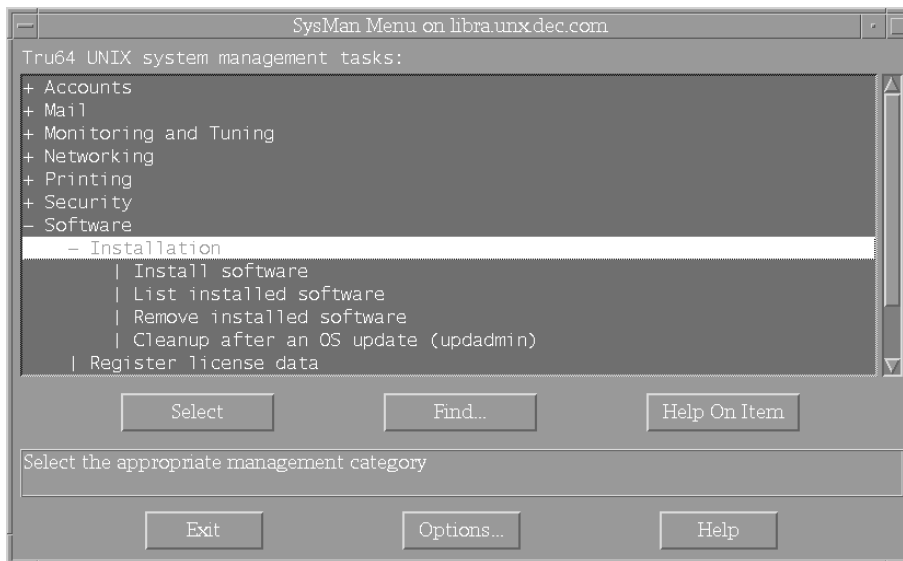 SysMan Menu on libra.unx.dec.com
Tru64 UNIX system management tasks:
+ Accounts
+ Mail
+ Monitoring and Tuning
+ Networking
+ Printing
+ Security
– Software
– Installation
| Install software
| List installed software
| Remove installed software
| Cleanup after an OS update (updadmin)
| Register license data
Select Find... Help On Item
Select the appropriate management category
Exit Options... Help